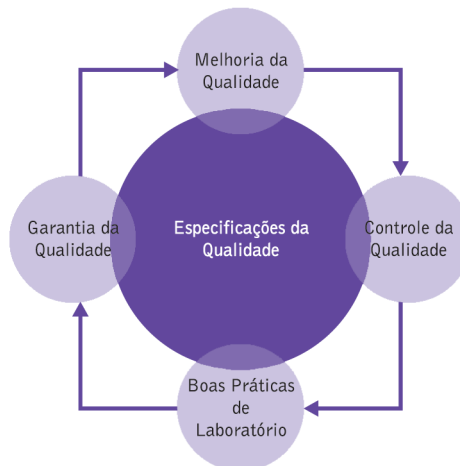 Melhoria da
Qualidade
Garantia da
Qualidade
Especificações da
Qualidade
Controle da
Qualidade
Boas Práticas
de
Laboratório